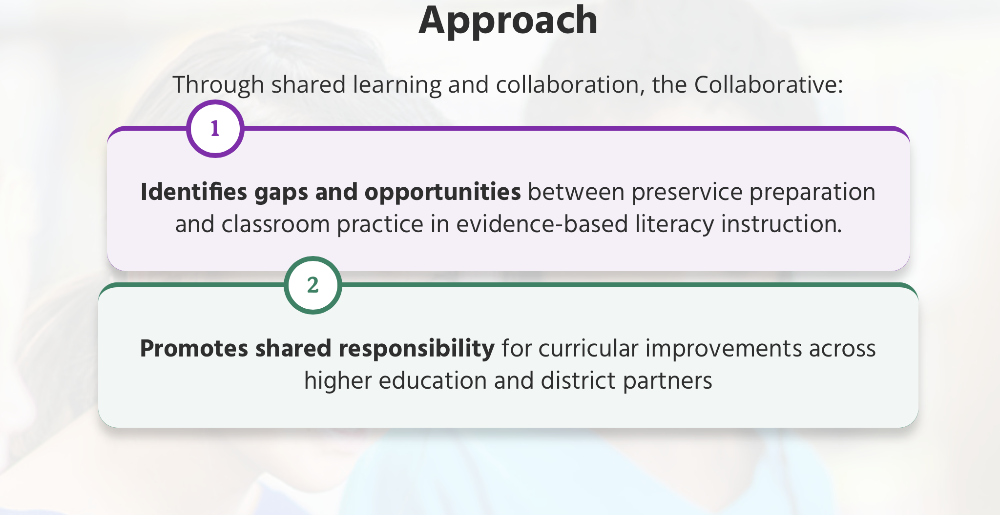 Approach
Through shared learning and collaboration, the Collaborative:
1
Identifies gaps and opportunities between preservice preparation
and classroom practice in evidence-based literacy instruction.
2
Promotes shared responsibility for curricular improvements across
higher education and district partners